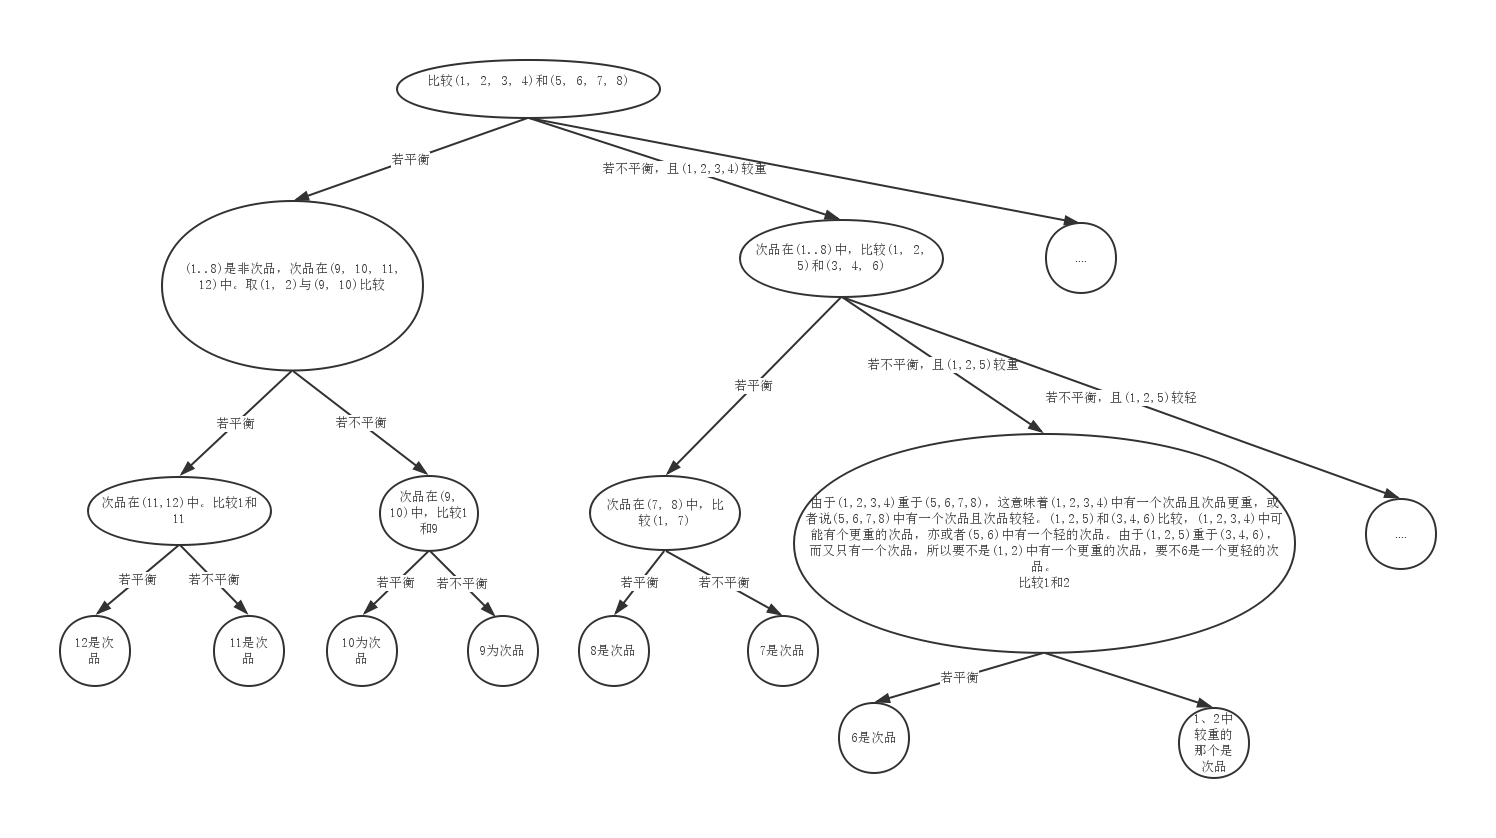 比较(1, 2, 3, 4)和(5, 6, 7, 8)
若平衡
若不平衡，且(1,2,3,4)较重
(1..8)是非次品，次品在(9, 10, 11,
12)中。取(1, 2)与(9, 10)比较
次品在(1..8)中，比较(1, 2,
5)和(3, 4, 6)
....
若平衡
若不平衡
若平衡
若不平衡，且(1,2,5)较重
若不平衡，且(1,2,5)较轻
次品在(11,12)中。比较1和
11
次品在(9,
10)中，比较1
和9
次品在(7, 8)中，比
较(1, 7)
由于(1,2,3,4)重于(5,6,7,8)，这意味着(1,2,3,4)中有一个次品且次品更重，或
者说(5,6,7,8)中有一个次品且次品较轻。(1,2,5)和(3,4,6)比较，(1,2,3,4)中可
能有个更重的次品，亦或者(5,6)中有一个轻的次品。由于(1,2,5)重于(3,4,6)，
而又只有一个次品，所以要不是(1,2)中有一个更重的次品，要不6是一个更轻的次
品。
比较1和2
....
若平衡
若不平衡
若平衡
若不平衡
若平衡
若不平衡
12是次
品
11是次
品
10为次
品
9为次品
8是次品
7是次品
若平衡
6是次品
1、2中
较重的
那个是
次品